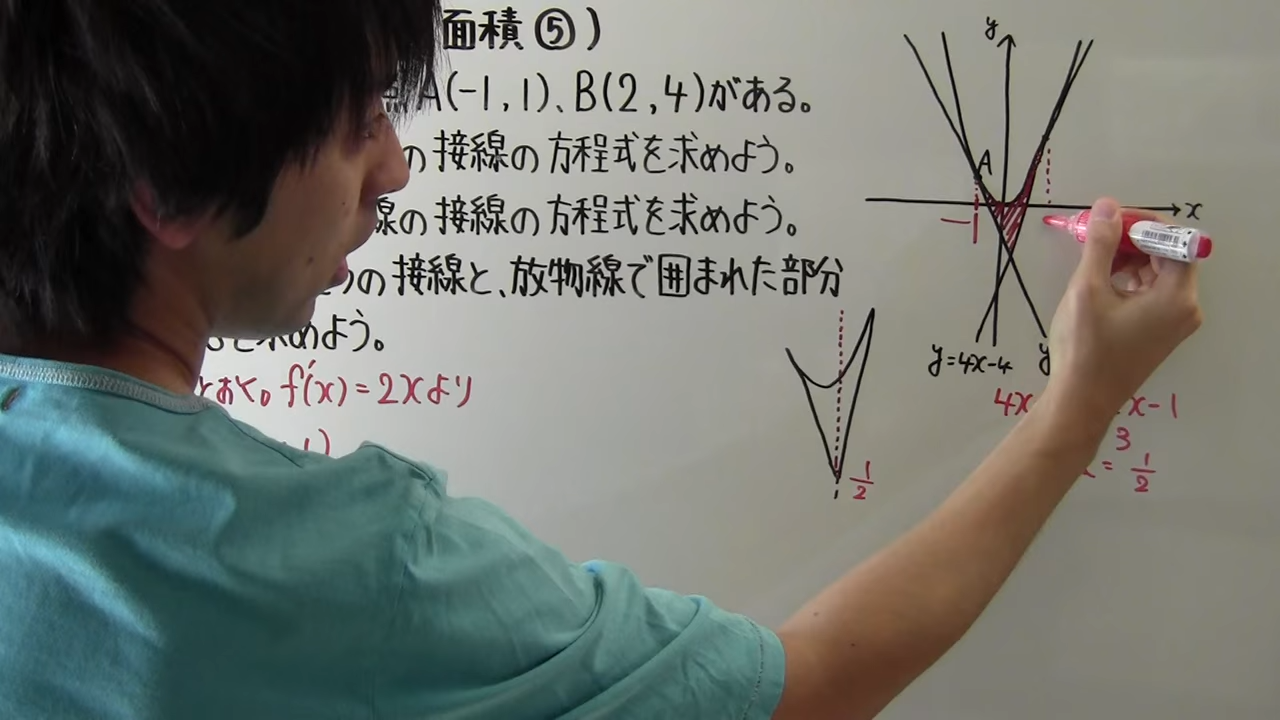 面積⑤)
A(-1,1)、B(2,4)がある。
の接線の方程式を求めよう。
線の接線の方程式を求めよう。
つの接線と、放物線で囲まれた部分
を求めよう。
とおく。f'(x)=2xより
y
A
x
-1
y=4x-4
y
4x
x-1
3
x=1/2
1/2